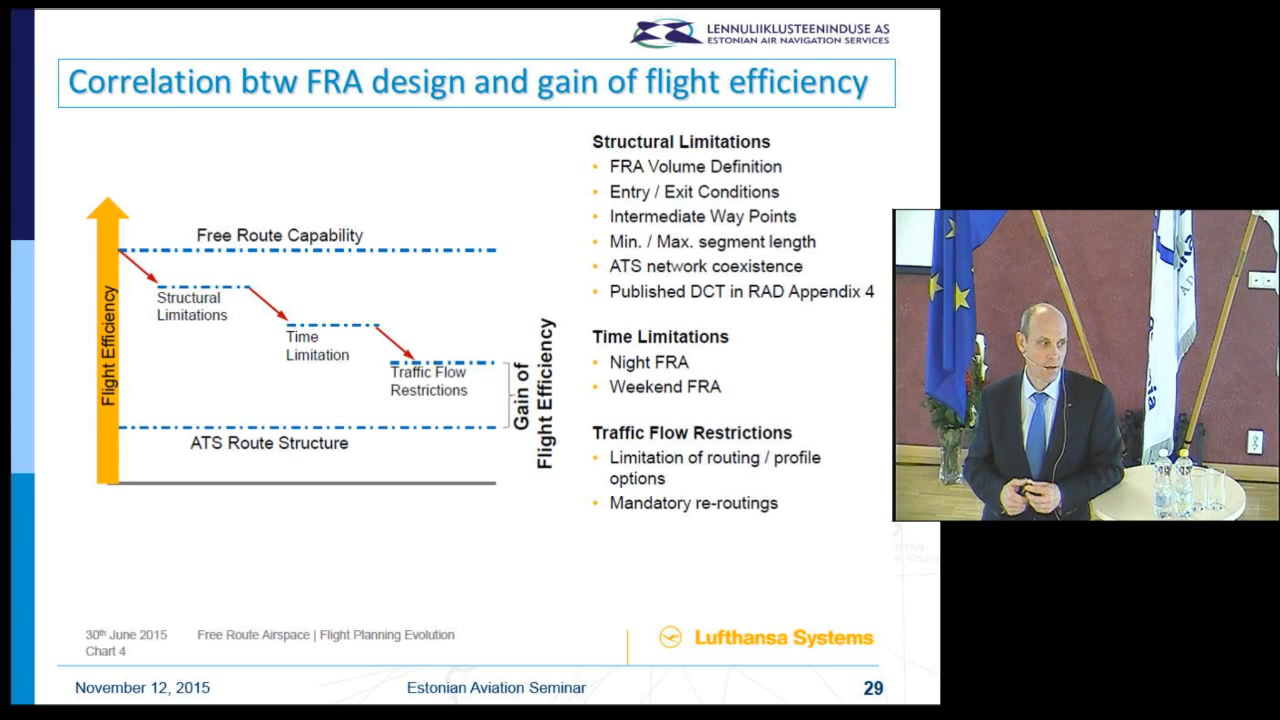 LENNULIIKLUSTEENINDUSE AS
ESTONIAN AIR NAVIGATION SERVICES
Correlation btw FRA design and gain of flight efficiency
Flight Efficiency
Free Route Capability
Structural
Limitations
Time
Limitation
Traffic Flow
Restrictions
ATS Route Structure
Gain of
Flight Efficiency
Structural Limitations
• FRA Volume Definition
• Entry / Exit Conditions
• Intermediate Way Points
• Min. / Max. segment length
• ATS network coexistence
• Published DCT in RAD Appendix 4
Time Limitations
• Night FRA
• Weekend FRA
Traffic Flow Restrictions
• Limitation of routing / profile
options
• Mandatory re-routings
30th June 2015 Free Route Airspace | Flight Planning Evolution
Chart 4
Lufthansa Systems
November 12, 2015 Estonian Aviation Seminar 29